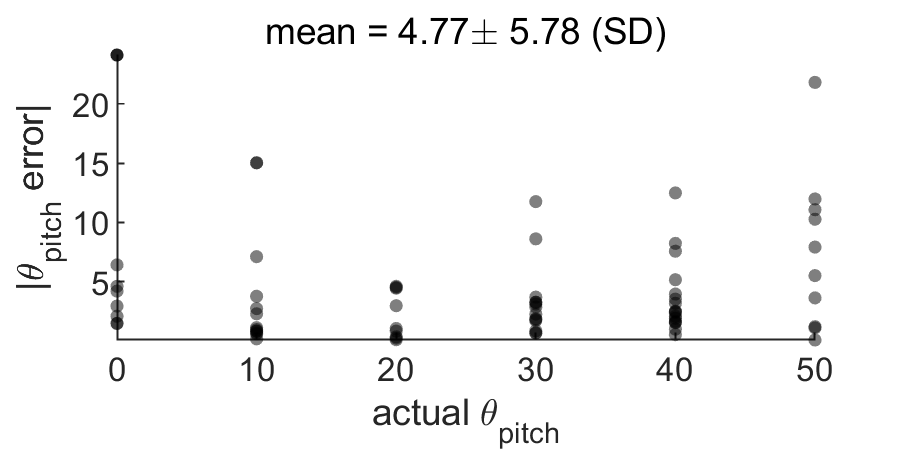 mean = 4.77± 5.78 (SD)
|θpitch error|
20
15
10
5
0 10 20 30 40 50
actual θpitch